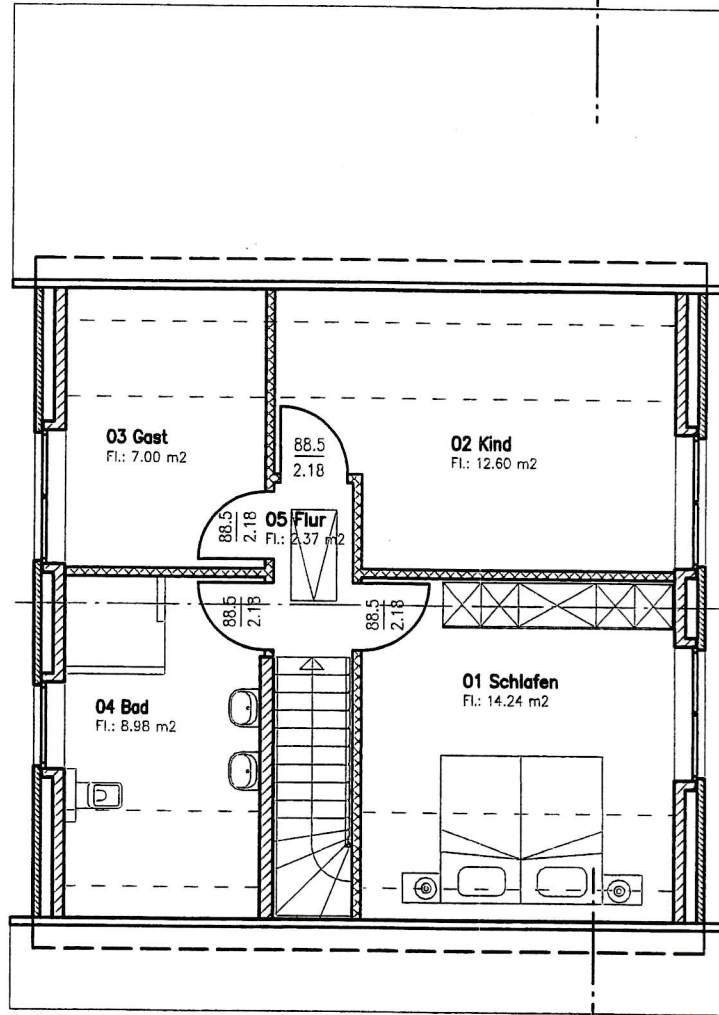 03 Gast
Fl.: 7.00 m2
88.5
2.18
02 Kind
Fl.: 12.60 m2
88.5
2.18
05 Flur
Fl.: 2.37 m2
88.5
2.18
88.5
2.18
04 Bad
Fl.: 8.98 m2
01 Schlafen
Fl.: 14.24 m2